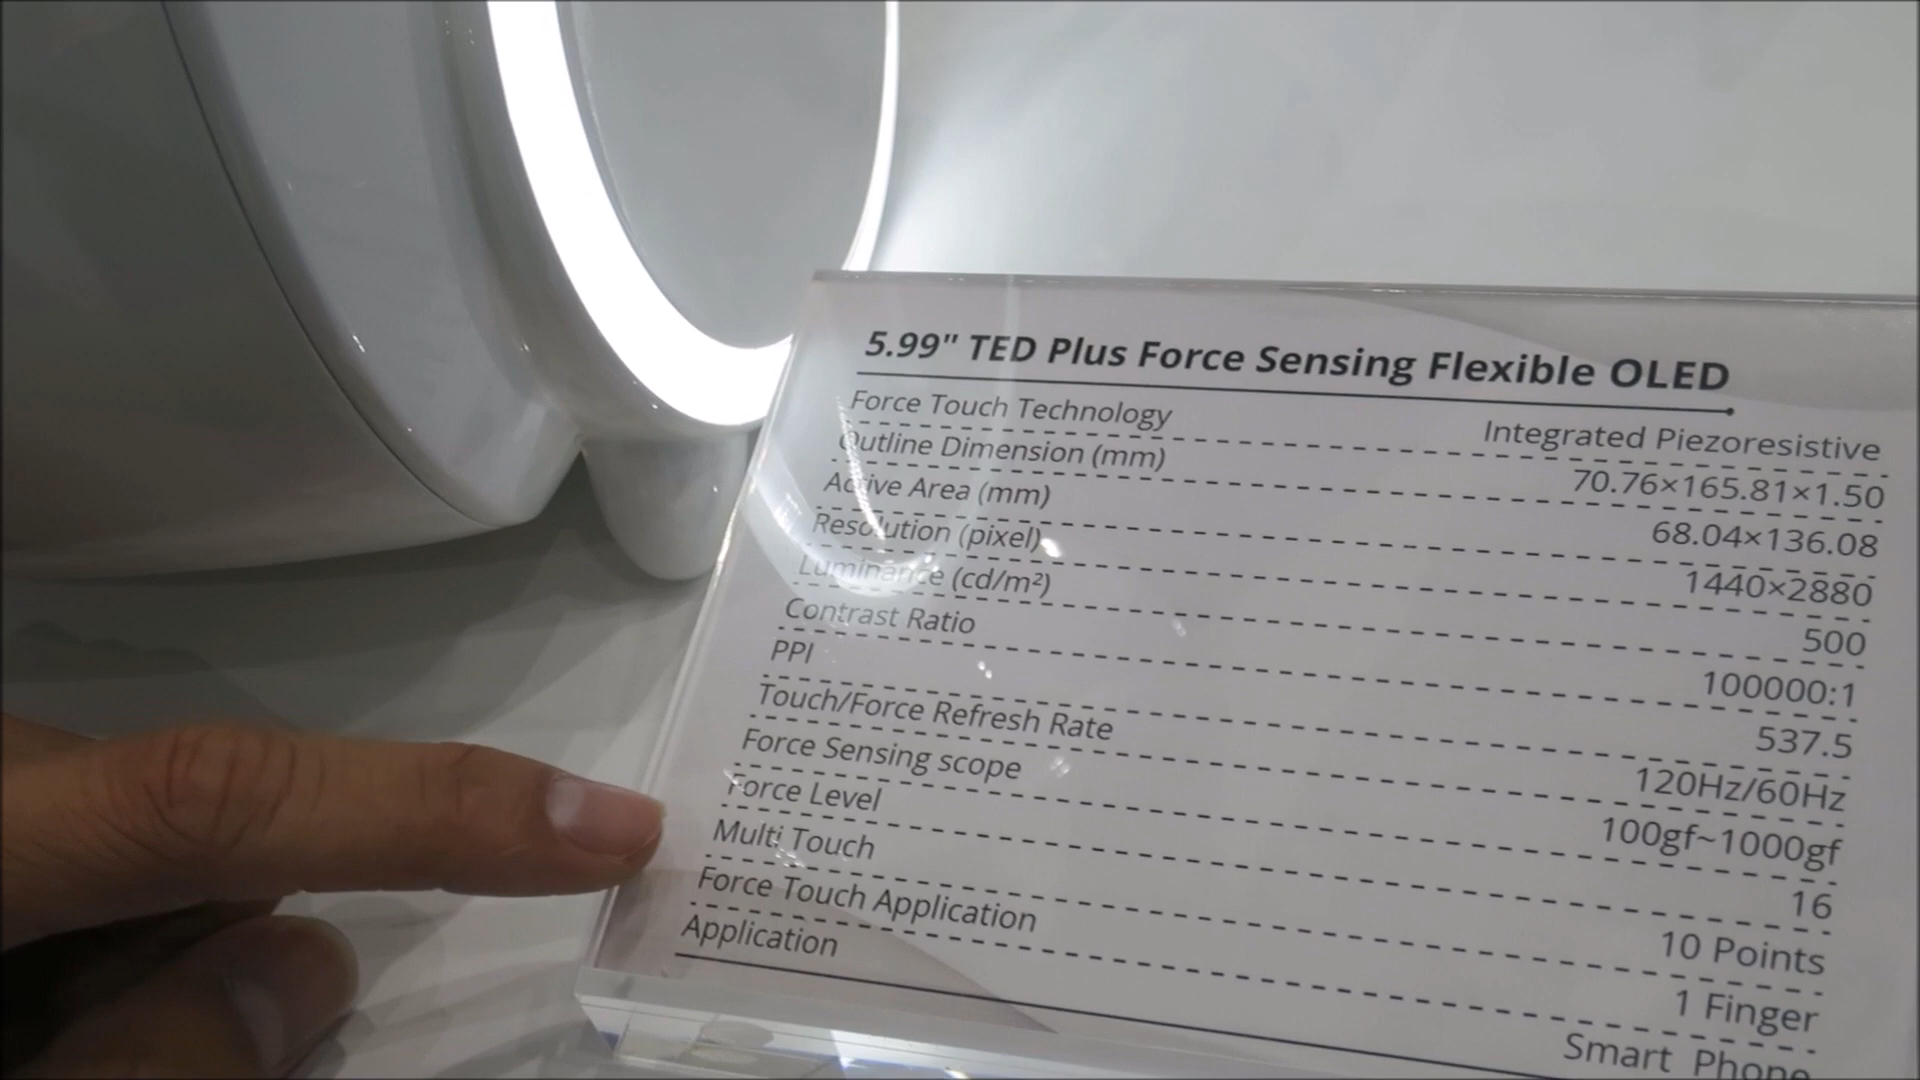 5.99" TED Plus Force Sensing Flexible OLED
Force Touch Technology Integrated Piezoresistive
Outline Dimension (mm) 70.76×165.81×1.50
Active Area (mm) 68.04×136.08
Resolution (pixel) 1440×2880
Luminance (cd/m²) 500
Contrast Ratio 100000:1
PPI 537.5
Touch/Force Refresh Rate 120Hz/60Hz
Force Sensing scope 100gf~1000gf
Force Level 16
Multi Touch 10 Points
Force Touch Application 1 Finger
Application Smart Phone